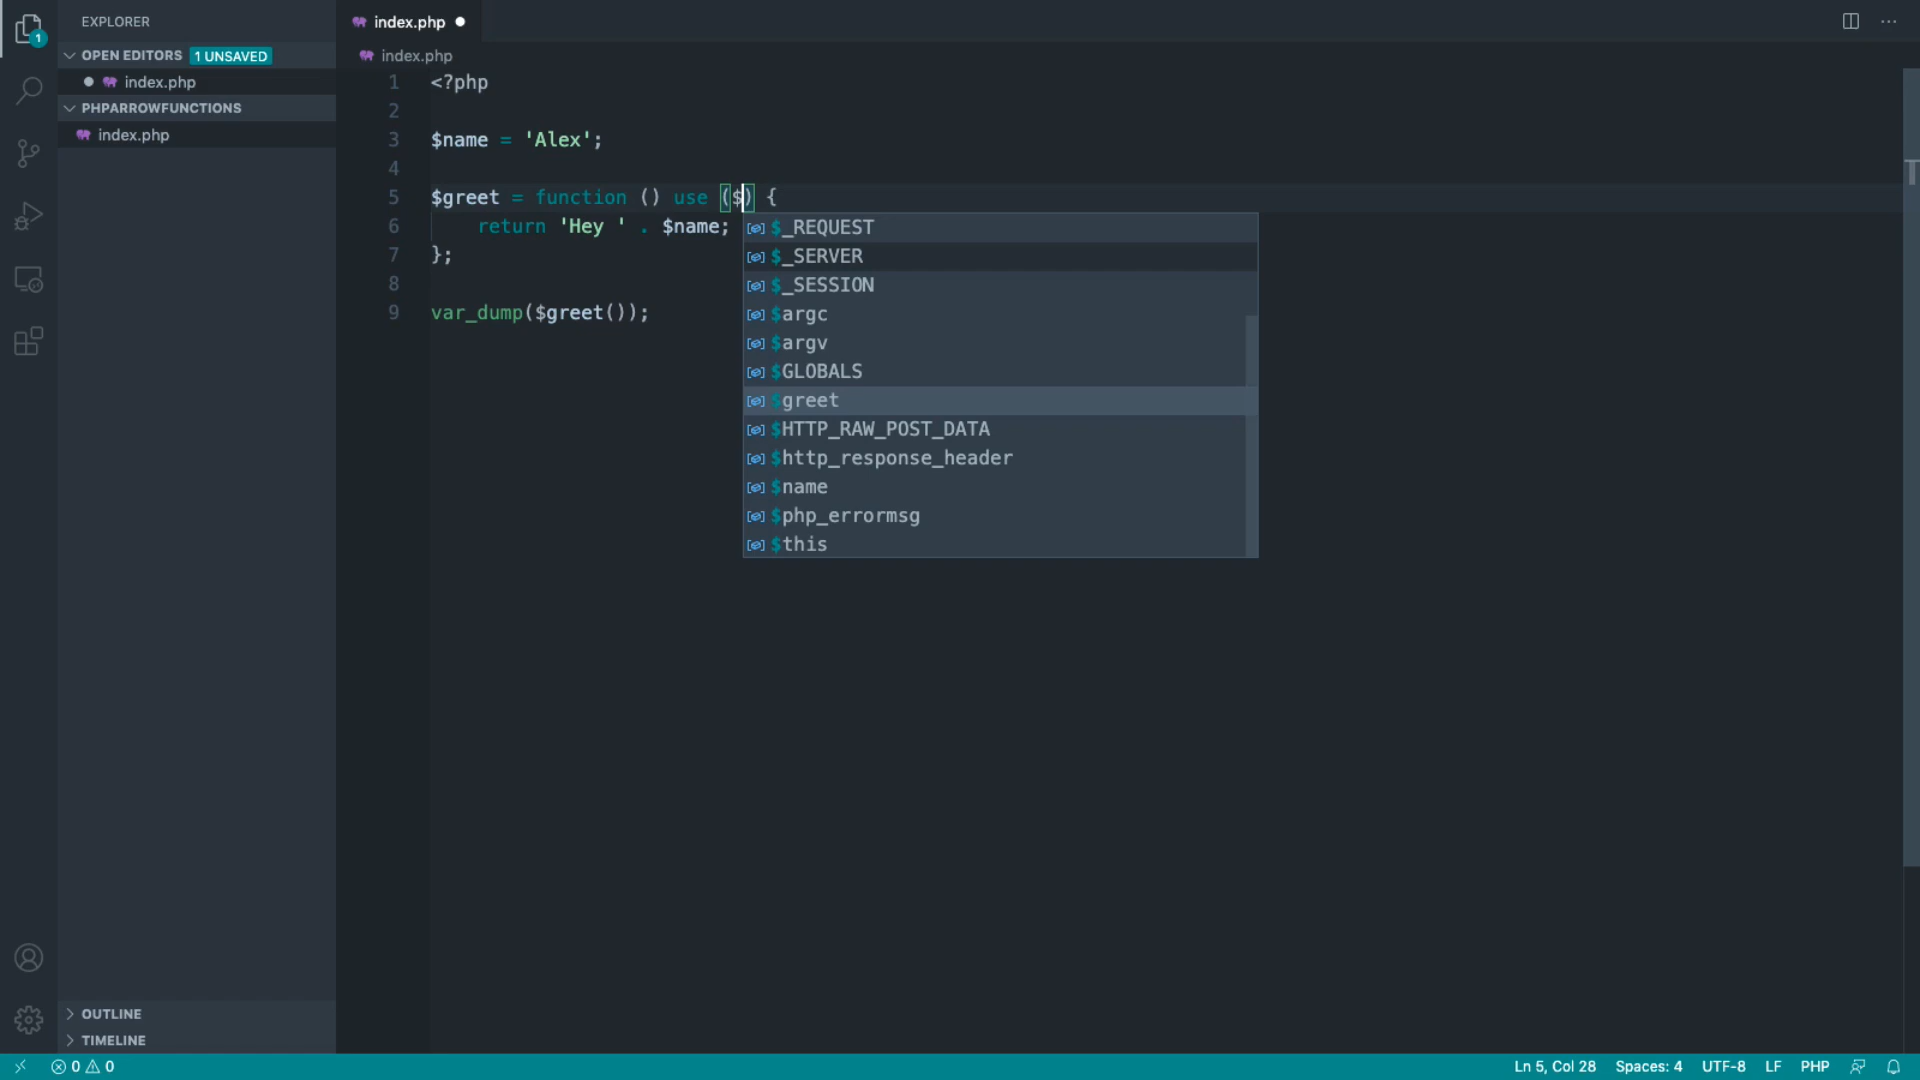 EXPLORER
1
OPEN EDITORS 1 UNSAVED
index.php
PHPARROWFUNCTIONS
index.php
OUTLINE
TIMELINE
index.php
index.php
1 <?php
2
3 $name = 'Alex';
4
5 $greet = function () use ($) {
6 return 'Hey ' . $name;
7 };
8
9 var_dump($greet());
$_REQUEST
$_SERVER
$_SESSION
$argc
$argv
$GLOBALS
$greet
$HTTP_RAW_POST_DATA
$http_response_header
$name
$php_errormsg
$this
0 0 Ln 5, Col 28 Spaces: 4 UTF-8 LF PHP